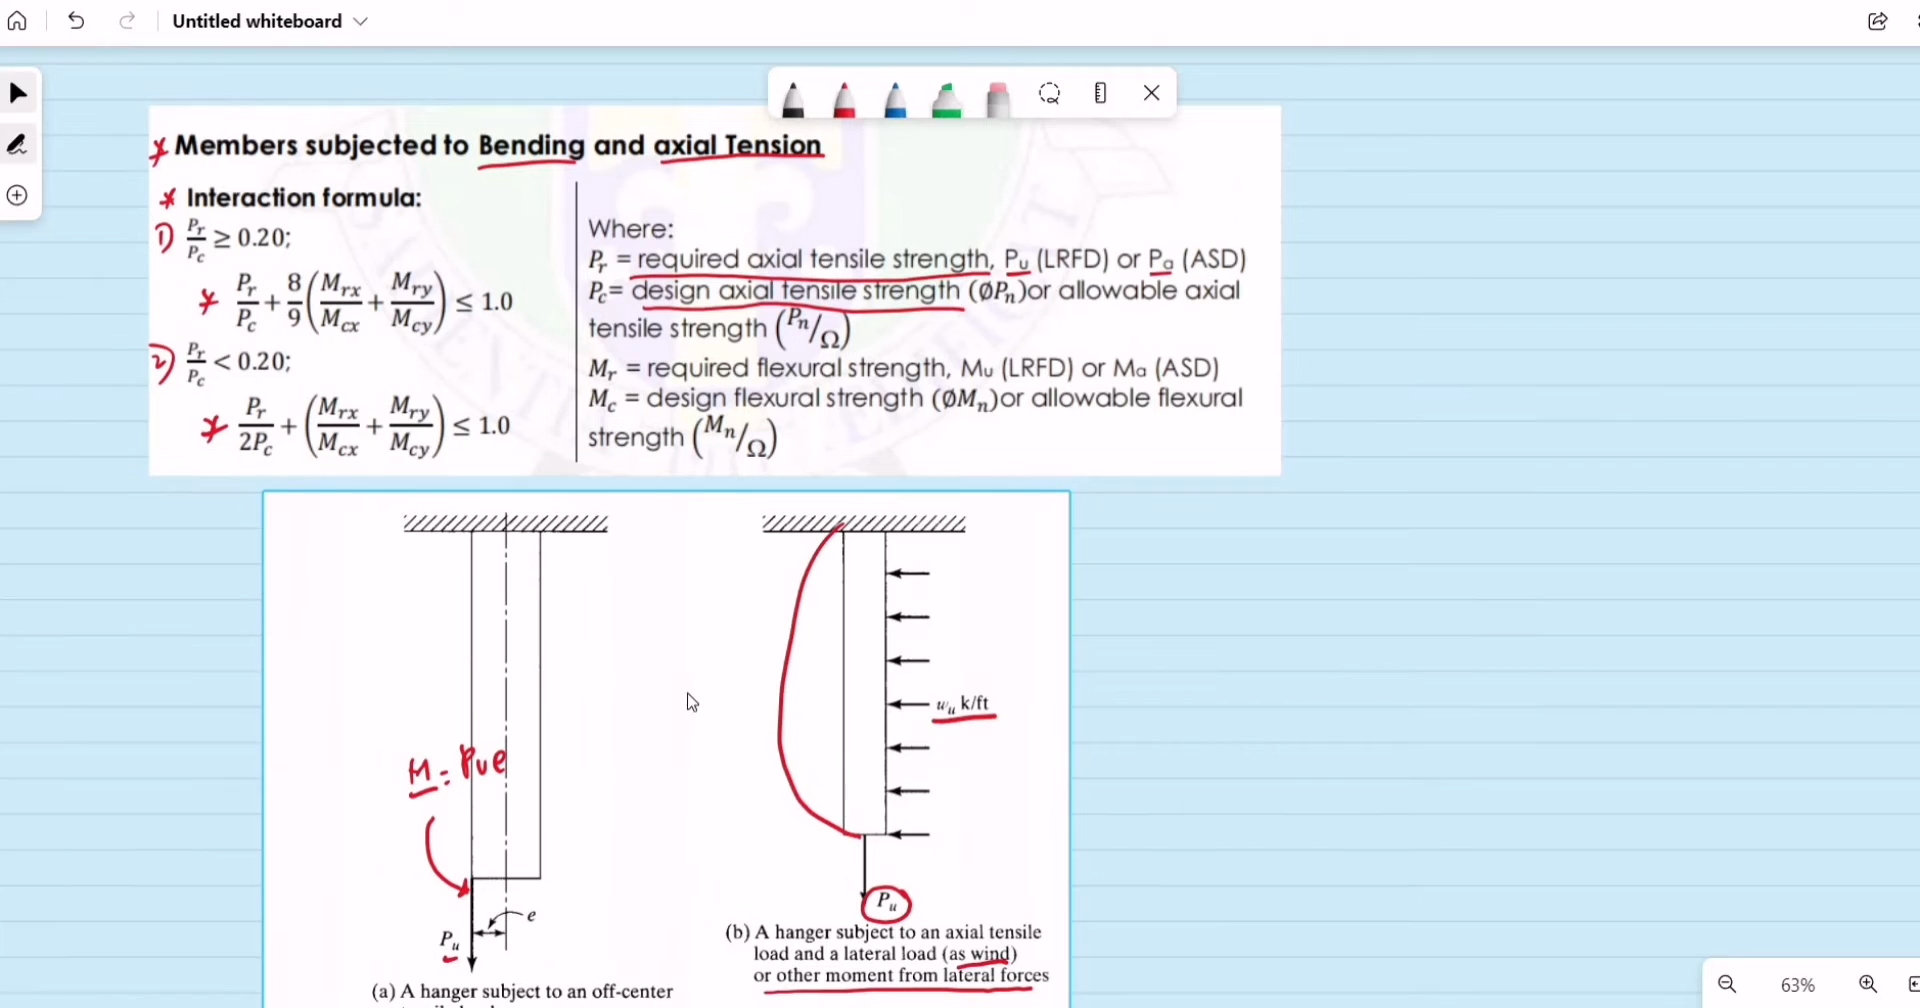 Untitled whiteboard
* Members subjected to Bending and axial Tension
* Interaction formula:
1) Pr/Pc ≥ 0.20;
* Pr/Pc + 8/9 (Mrx/Mcx + Mry/Mcy) ≤ 1.0
2) Pr/Pc < 0.20;
* Pr/2Pc + (Mrx/Mcx + Mry/Mcy) ≤ 1.0
Where:
Pr = required axial tensile strength, Pu (LRFD) or Pa (ASD)
Pc= design axial tensile strength (ØPn)or allowable axial
tensile strength (Pn/Ω)
Mr = required flexural strength, Mu (LRFD) or Ma (ASD)
Mc = design flexural strength (ØMn)or allowable flexural
strength (Mn/Ω)
M = Pue
e
Pu
(a) A hanger subject to an off-center
wu k/ft
Pu
(b) A hanger subject to an axial tensile
load and a lateral load (as wind)
or other moment from lateral forces
63%